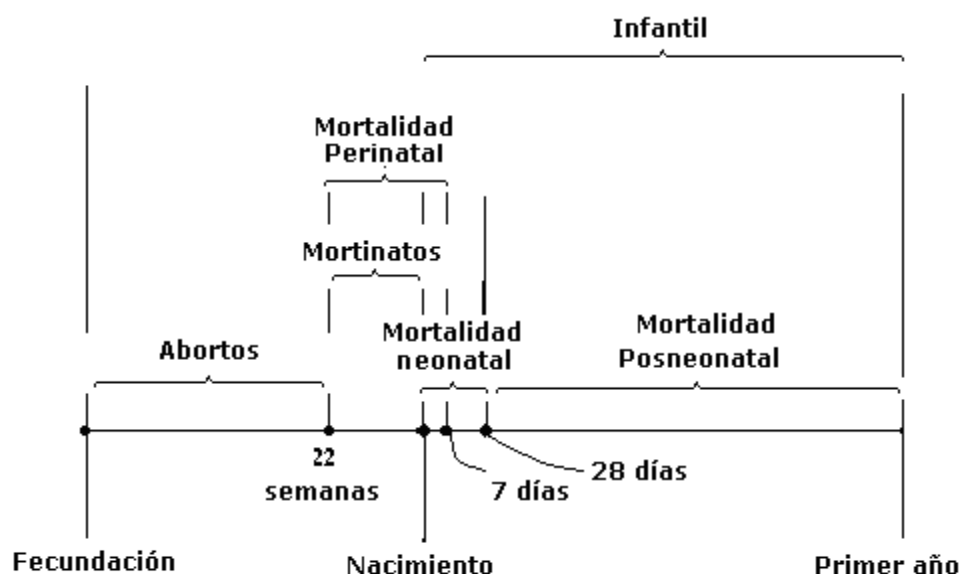 Infantil
Mortalidad
Perinatal
Mortinatos
Mortalidad
neonatal
Mortalidad
Posneonatal
Abortos
22
semanas
7 días
28 días
Fecundación
Nacimiento
Primer año